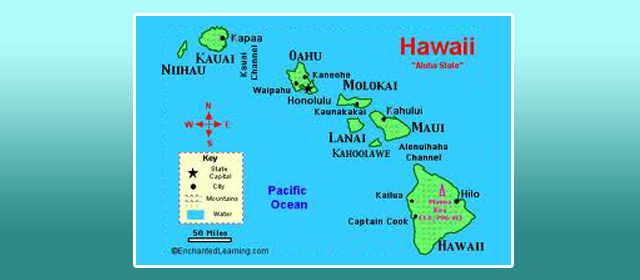 Hawaii
"Aloha State"
Kapaa
KAUAI
NIIHAU
Kauai
Channel
OAHU
Kaneohe
Waipahu
Honolulu
MOLOKAI
Kaunakakai
Kahului
LANAI
MAUI
KAHOOLAWE
Alenuihaha
Channel
N
W
E
S
Key
State
Capital
City
Mountains
Water
50 Miles
©EnchantedLearning.com
Pacific
Ocean
Kailua
Hilo
Mauna
Kea
Captain Cook
HAWAII